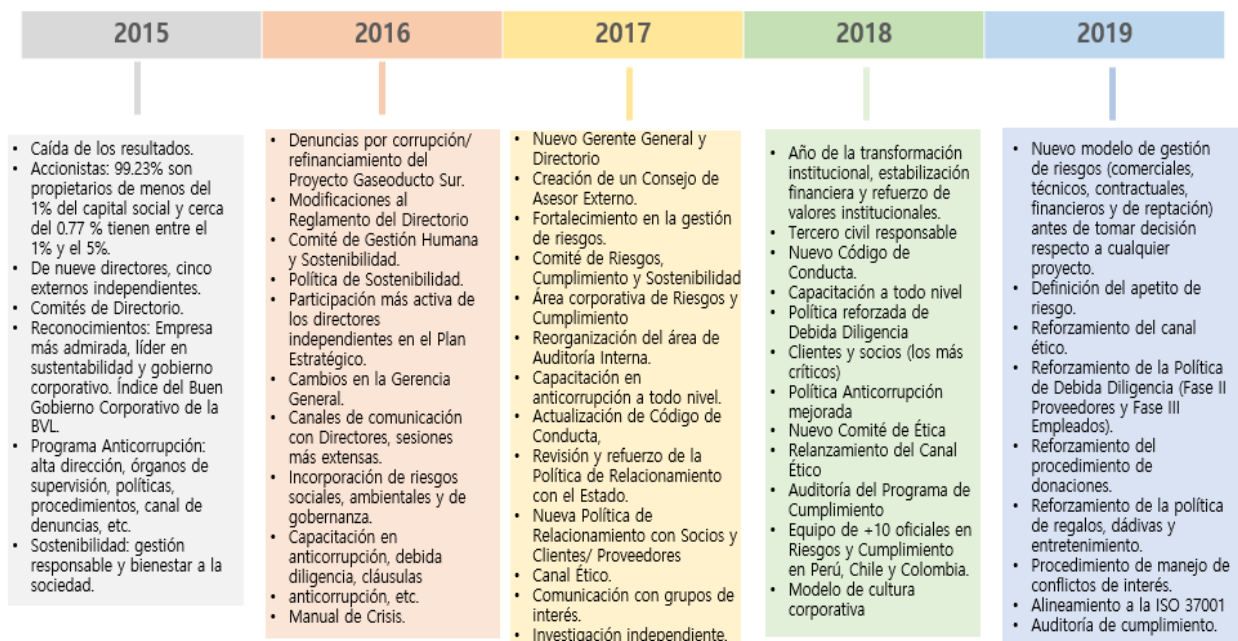 2015
2016
2017
2018
2019
• Caída de los resultados.
• Accionistas: 99.23% son
propietarios de menos del
1% del capital social y cerca
del 0.77 % tienen entre el
1% y el 5%.
• De nueve directores, cinco
externos independientes.
• Comités de Directorio.
• Reconocimientos: Empresa
más admirada, líder en
sustentabilidad y gobierno
corporativo. Índice del Buen
Gobierno Corporativo de la
BVL.
• Programa Anticorrupción:
alta dirección, órganos de
supervisión, políticas,
procedimientos, canal de
denuncias, etc.
• Sostenibilidad: gestión
responsable y bienestar a la
sociedad.
• Denuncias por corrupción/
refinanciamiento del
Proyecto Gaseoducto Sur.
• Modificaciones al
Reglamento del Directorio
• Comité de Gestión Humana
y Sostenibilidad.
• Política de Sostenibilidad.
• Participación más activa de
los directores
independientes en el Plan
Estratégico.
• Cambios en la Gerencia
General.
• Canales de comunicación
con Directores, sesiones
más extensas.
• Incorporación de riesgos
sociales, ambientales y de
gobernanza.
• Capacitación en
anticorrupción, debida
diligencia, cláusulas
• anticorrupción, etc.
• Manual de Crisis.
• Nuevo Gerente General y
Directorio
• Creación de un Consejo de
Asesor Externo.
• Fortalecimiento en la gestión
de riesgos.
• Comité de Riesgos,
Cumplimiento y Sostenibilidad
• Área corporativa de Riesgos y
Cumplimiento
• Reorganización del área de
Auditoría Interna.
• Capacitación en
anticorrupción a todo nivel.
• Actualización de Código de
Conducta,
• Revisión y refuerzo de la
Política de Relacionamiento
con el Estado.
• Nueva Política de
Relacionamiento con Socios y
Clientes/ Proveedores
• Canal Ético.
• Comunicación con grupos de
interés.
• Investigación independiente.
• Año de la transformación
institucional, estabilización
financiera y refuerzo de
valores institucionales.
• Tercero civil responsable
• Nuevo Código de
Conducta.
• Capacitación a todo nivel
• Política reforzada de
Debida Diligencia
• Clientes y socios (los más
críticos)
• Política Anticorrupción
mejorada
• Nuevo Comité de Ética
• Relanzamiento del Canal
Ético
• Auditoría del Programa de
Cumplimiento
• Equipo de +10 oficiales en
Riesgos y Cumplimiento
en Perú, Chile y Colombia.
• Modelo de cultura
corporativa
• Nuevo modelo de gestión
de riesgos (comerciales,
técnicos, contractuales,
financieros y de reptación)
antes de tomar decisión
respecto a cualquier
proyecto.
• Definición del apetito de
riesgo.
• Reforzamiento del canal
ético.
• Reforzamiento de la Política
de Debida Diligencia (Fase II
Proveedores y Fase III
Empleados).
• Reforzamiento del
procedimiento de
donaciones.
• Reforzamiento de la política
de regalos, dádivas y
entretenimiento.
• Procedimiento de manejo de
conflictos de interés.
• Alineamiento a la ISO 37001
• Auditoría de cumplimiento.